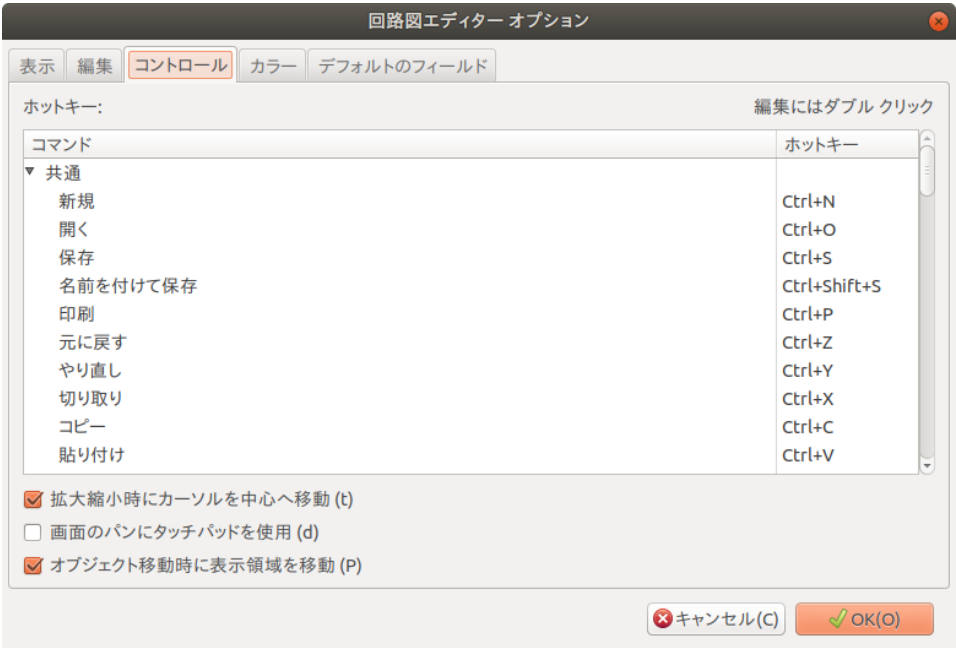 回路図エディター オプション
表示 編集 コントロール カラー デフォルトのフィールド
ホットキー: 編集にはダブル クリック
コマンド ホットキー
共通
新規 Ctrl+N
開く Ctrl+O
保存 Ctrl+S
名前を付けて保存 Ctrl+Shift+S
印刷 Ctrl+P
元に戻す Ctrl+Z
やり直し Ctrl+Y
切り取り Ctrl+X
コピー Ctrl+C
貼り付け Ctrl+V
拡大縮小時にカーソルを中心へ移動 (t)
画面のパンにタッチパッドを使用 (d)
オブジェクト移動時に表示領域を移動 (P)
キャンセル(C) OK(O)